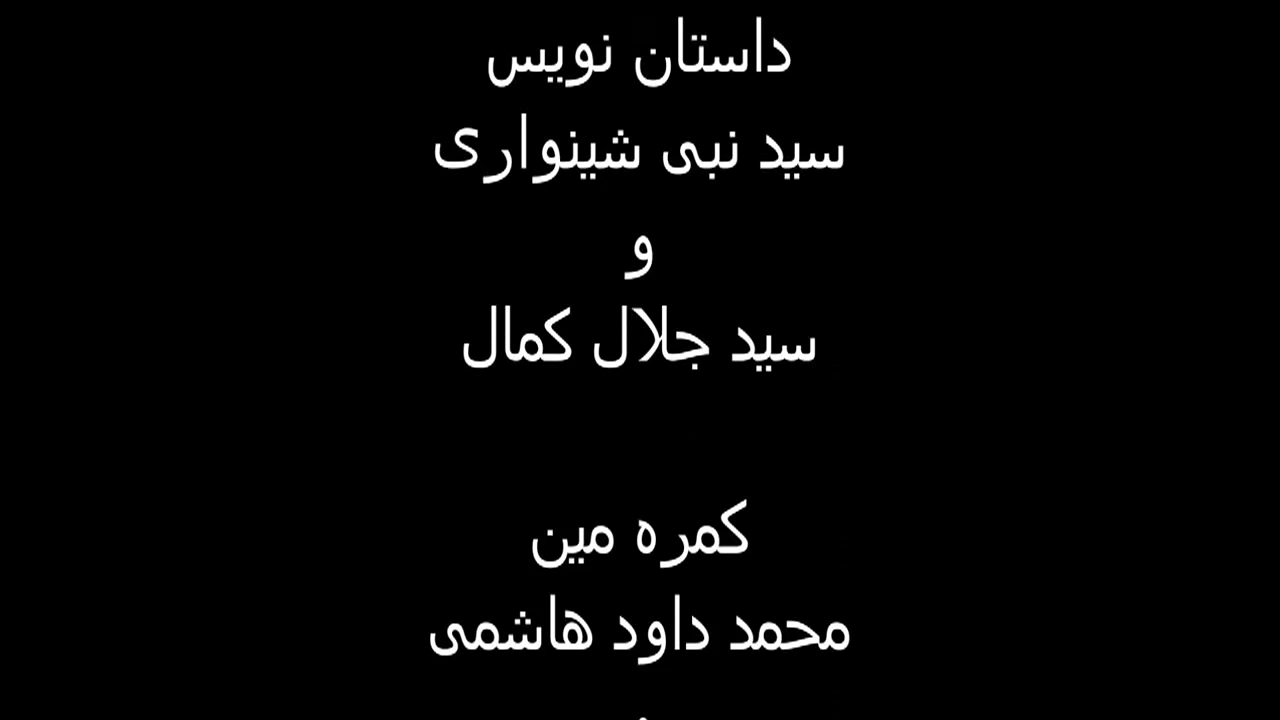 داستان نویس
سید نبی شینواری
و
سید جلال کمال
کمره مین
محمد داود هاشمی